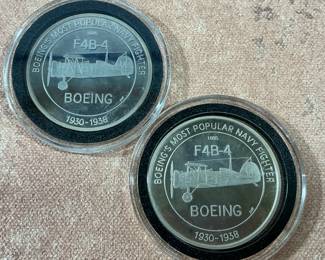 BOEING'S MOST POPULAR NAVY FIGHTER
F4B-4
BOEING
1930-1938
BOEING'S MOST POPULAR NAVY FIGHTER
F4B-4
BOEING
1930-1938